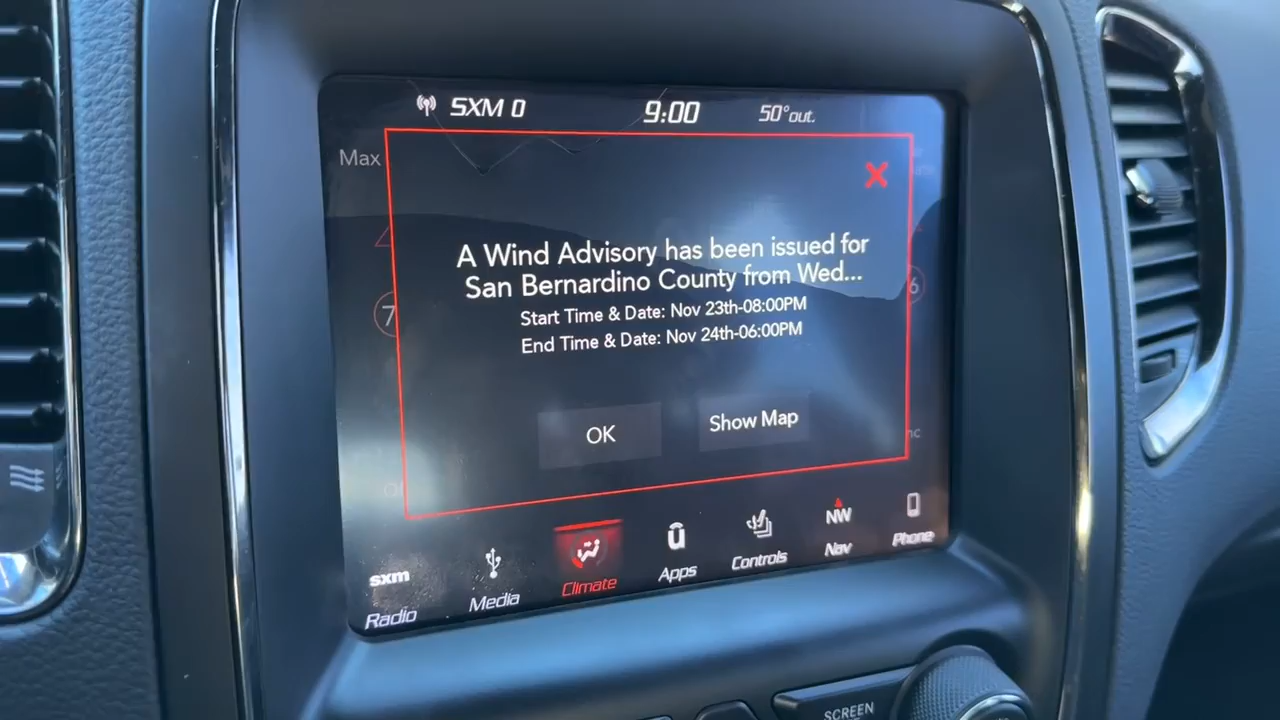 SXM 0
9:00
50°out.
Max
A Wind Advisory has been issued for
San Bernardino County from Wed...
Start Time & Date: Nov 23th-08:00PM
End Time & Date: Nov 24th-06:00PM
7
6
OK
Show Map
sxm
NW
Radio
Media
Climate
Apps
Controls
Nav
Phone
SCREEN